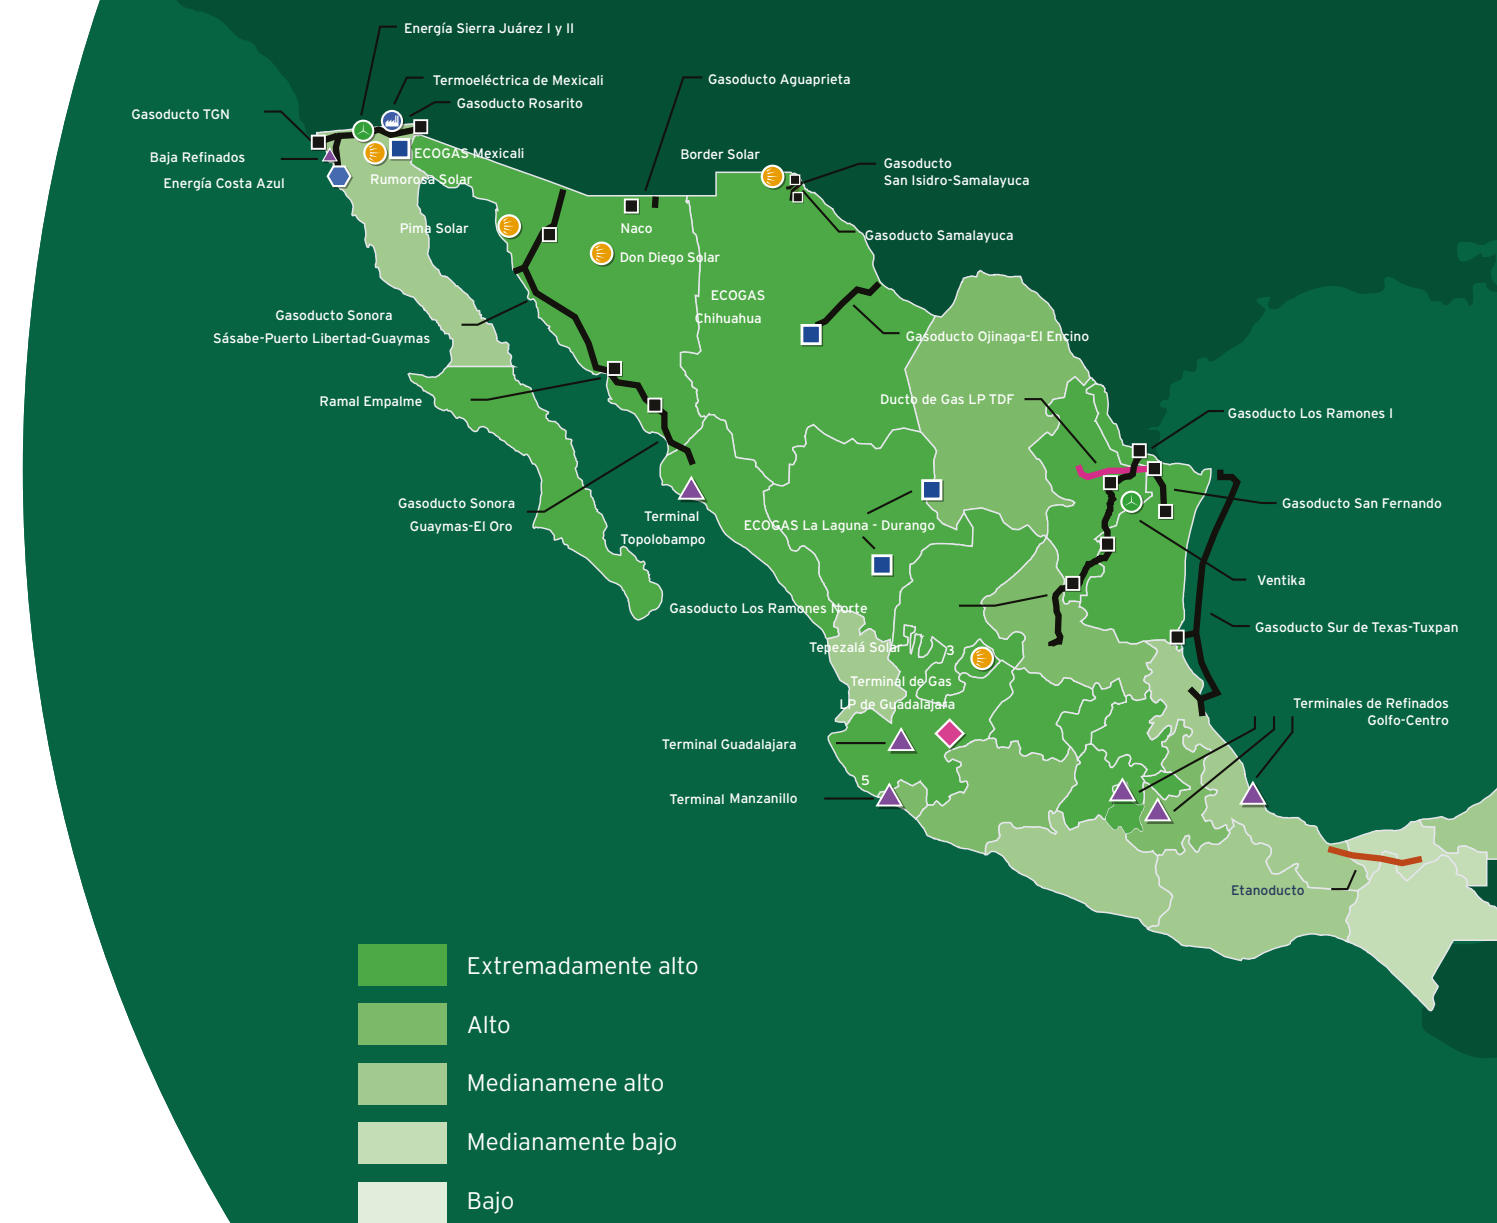 Energía Sierra Juárez I y II
Termoeléctrica de Mexicali
Gasoducto Aguaprieta
Gasoducto Rosarito
Gasoducto TGN
Baja Refinados
ECOGAS Mexicali
Border Solar
Gasoducto
San Isidro-Samalayuca
Energía Costa Azul
Rumorosa Solar
Pima Solar
Naco
Gasoducto Samalayuca
Don Diego Solar
ECOGAS
Chihuahua
Gasoducto Sonora
Sásabe-Puerto Libertad-Guaymas
Gasoducto Ojinaga-El Encino
Ramal Empalme
Ducto de Gas LP TDF
Gasoducto Los Ramones I
Gasoducto Sonora
Guaymas-El Oro
Terminal
Topolobampo
ECOGAS La Laguna - Durango
Gasoducto San Fernando
Ventika
Gasoducto Los Ramones Norte
Gasoducto Sur de Texas-Tuxpan
Tepezalá Solar
3
Terminal de Gas
LP de Guadalajara
Terminales de Refinados
Golfo-Centro
Terminal Guadalajara
5
Terminal Manzanillo
Etanoducto
Extremadamente alto
Alto
Medianamene alto
Medianamente bajo
Bajo